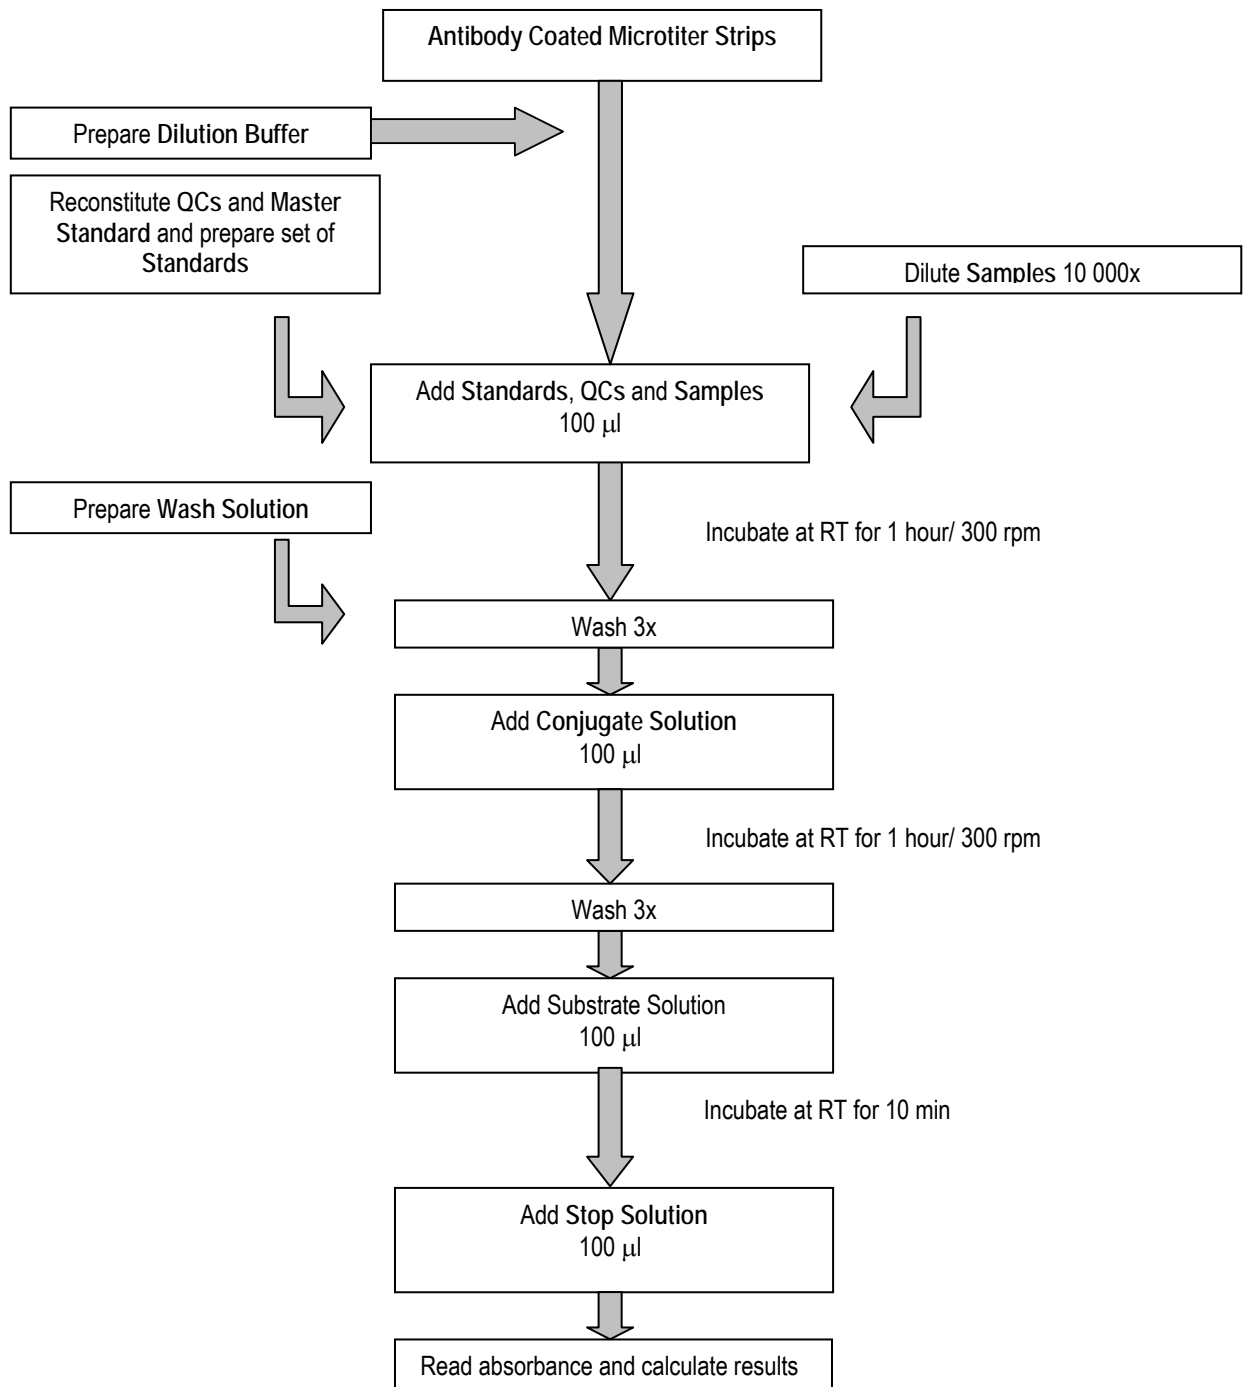 Antibody Coated Microtiter Strips
Prepare Dilution Buffer
Reconstitute QCs and Master
Standard and prepare set of
Standards
Dilute Samples 10 000x
Add Standards, QCs and Samples
100 µl
Prepare Wash Solution
Incubate at RT for 1 hour/ 300 rpm
Wash 3x
Add Conjugate Solution
100 µl
Incubate at RT for 1 hour/ 300 rpm
Wash 3x
Add Substrate Solution
100 µl
Incubate at RT for 10 min
Add Stop Solution
100 µl
Read absorbance and calculate results